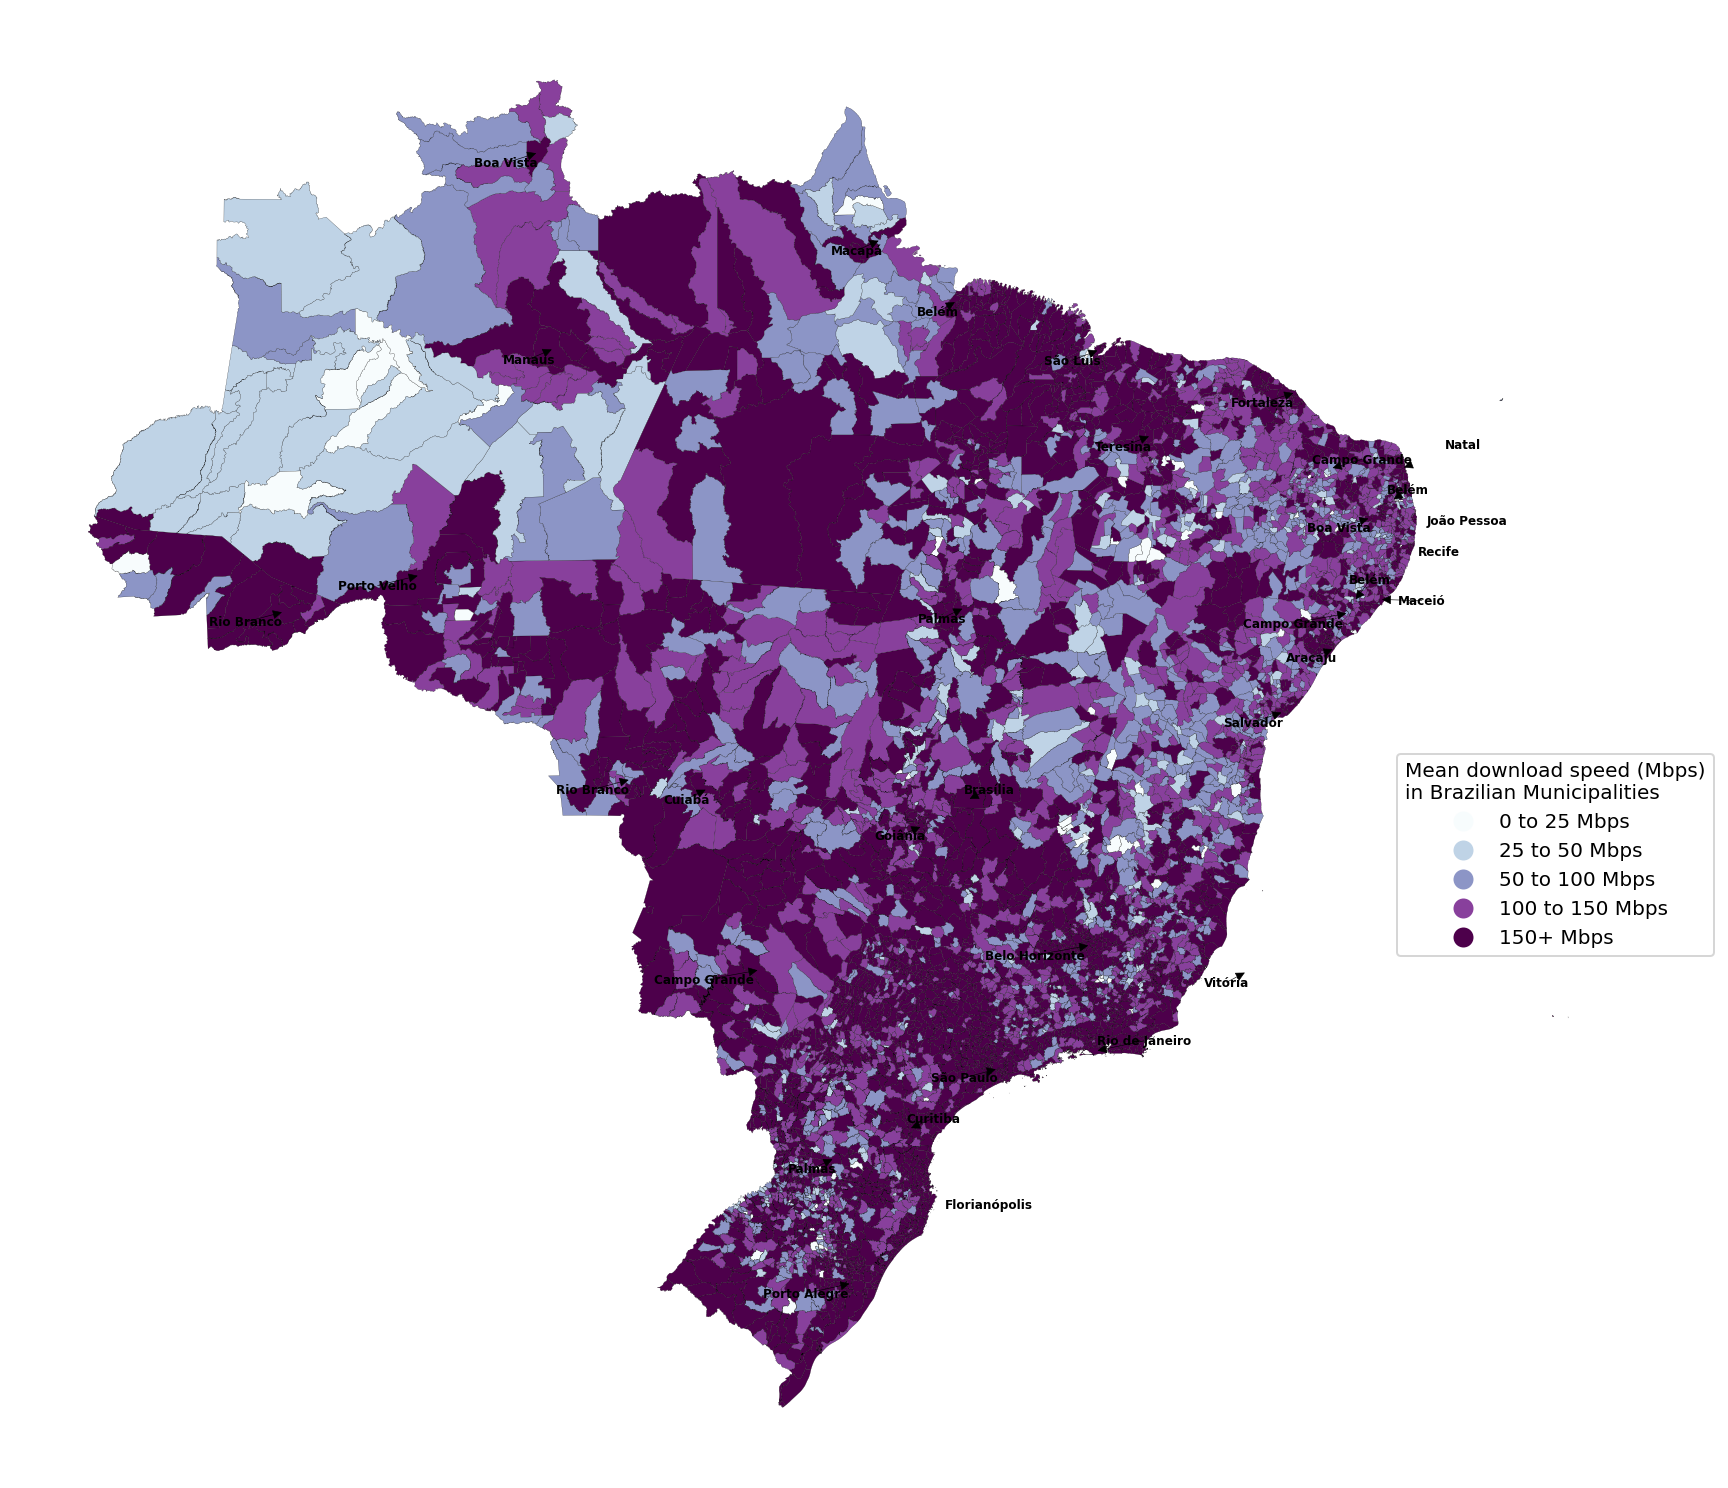 Boa Vista
Macapá
Belém
Manaus
São Luís
Fortaleza
Teresina
Natal
Campo Grande
Belém
João Pessoa
Boa Vista
Recife
Belém
Porto Velho
Maceió
Rio Branco
Palmas
Campo Grande
Aracaju
Salvador
Rio Branco
Cuiabá
Brasília
Goiânia
Mean download speed (Mbps)
in Brazilian Municipalities
0 to 25 Mbps
25 to 50 Mbps
50 to 100 Mbps
100 to 150 Mbps
150+ Mbps
Belo Horizonte
Campo Grande
Vitória
Rio de Janeiro
São Paulo
Curitiba
Palmas
Florianópolis
Porto Alegre